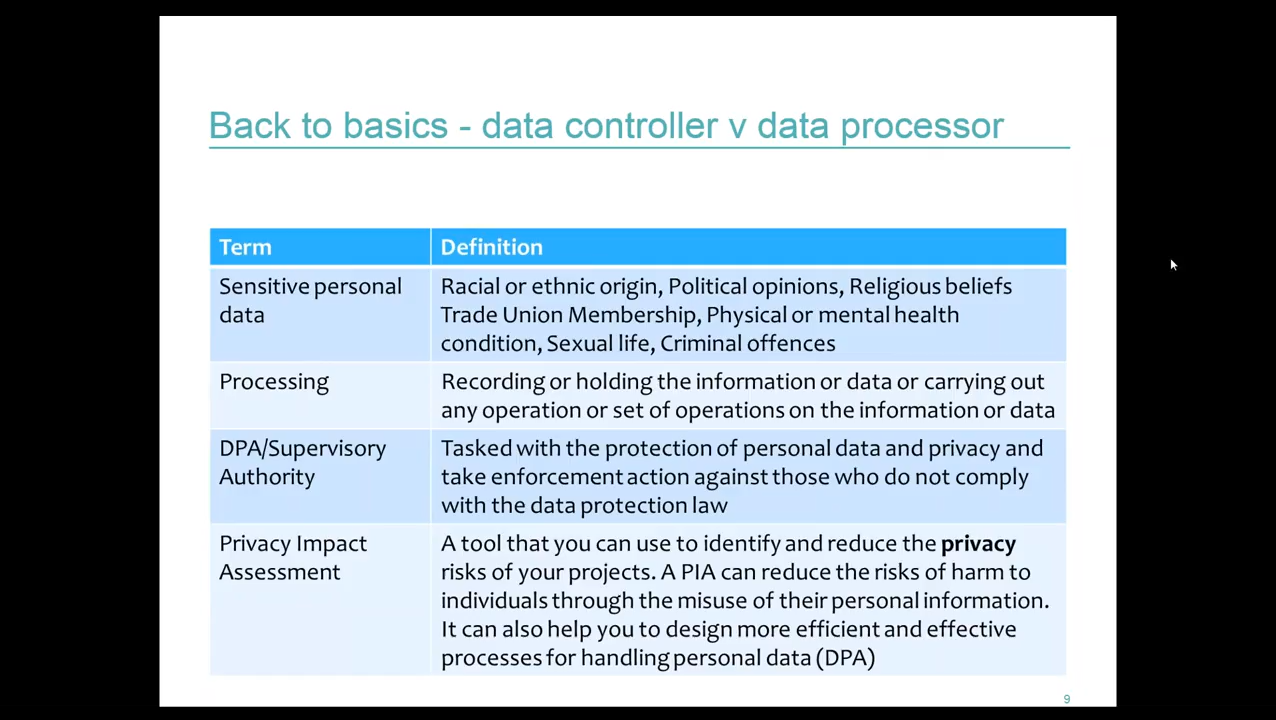 Back to basics - data controller v data processor
Term Definition
Sensitive personal
data
Racial or ethnic origin, Political opinions, Religious beliefs
Trade Union Membership, Physical or mental health
condition, Sexual life, Criminal offences
Processing
Recording or holding the information or data or carrying out
any operation or set of operations on the information or data
DPA/Supervisory
Authority
Tasked with the protection of personal data and privacy and
take enforcement action against those who do not comply
with the data protection law
Privacy Impact
Assessment
A tool that you can use to identify and reduce the privacy
risks of your projects. A PIA can reduce the risks of harm to
individuals through the misuse of their personal information.
It can also help you to design more efficient and effective
processes for handling personal data (DPA)
9